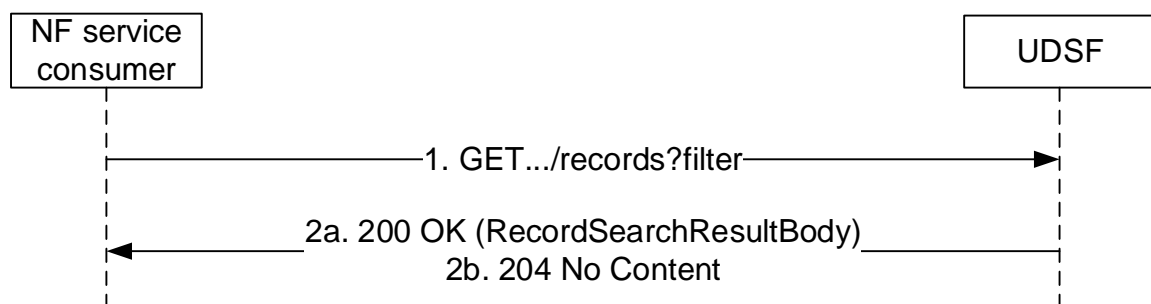 NF service
consumer
UDSF
1. GET.../records?filter
2a. 200 OK (RecordSearchResultBody)
2b. 204 No Content